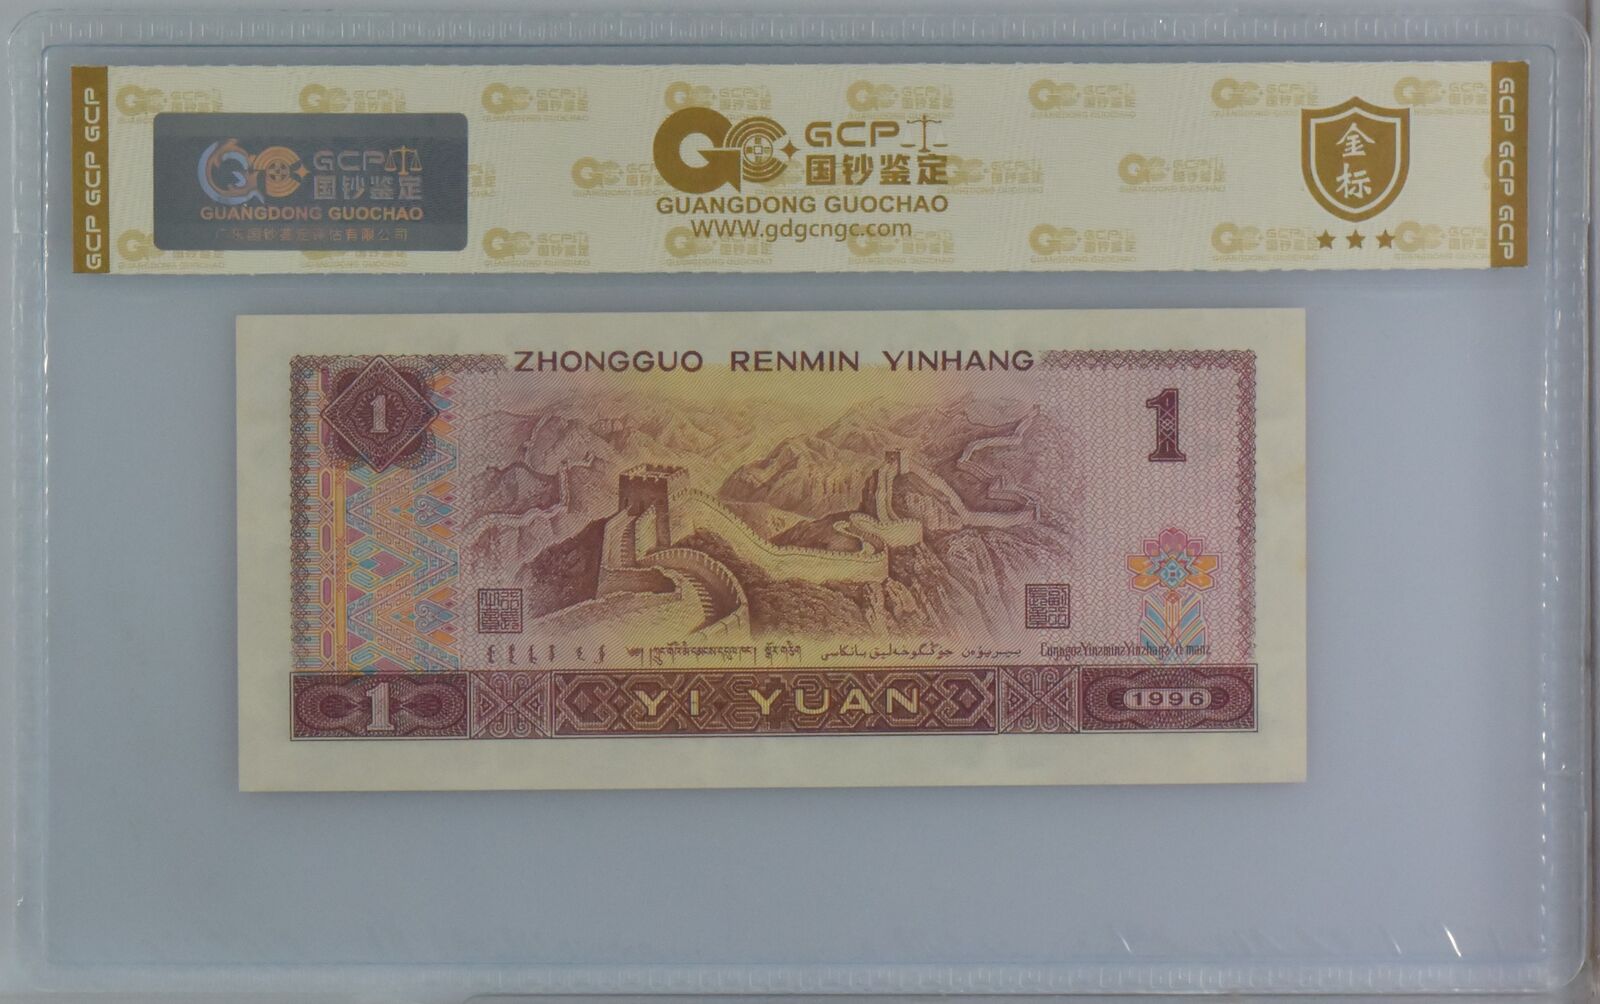 GCP GCP GCP
GCP
国钞鉴定
GUANGDONG GUOCHAO
广东国钞鉴定评估有限公司
GCP
国钞鉴定
GUANGDONG GUOCHAO
WWW.gdgcngc.com
金标
GCP GCP GCP
ZHONGGUO RENMIN YINHANG
1
1
1
YI YUAN
1996